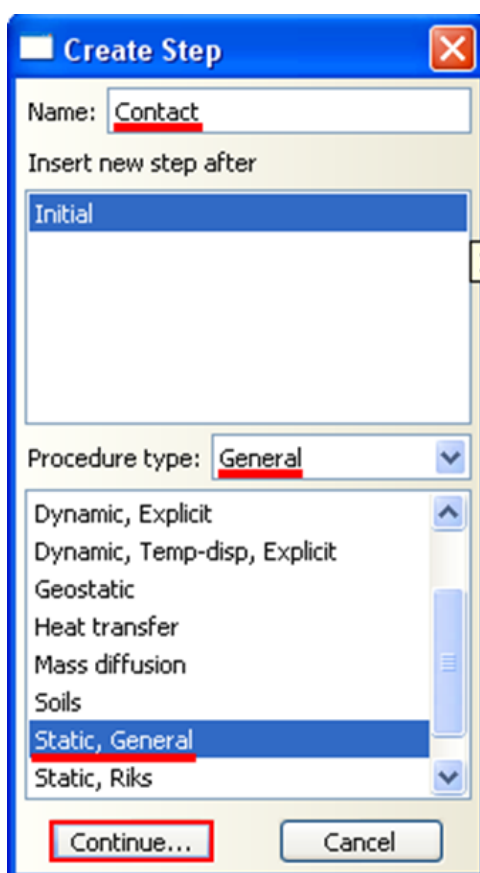 Create Step
Name: Contact
Insert new step after
Initial
Procedure type: General
Dynamic, Explicit
Dynamic, Temp-disp, Explicit
Geostatic
Heat transfer
Mass diffusion
Soils
Static, General
Static, Riks
Continue... Cancel